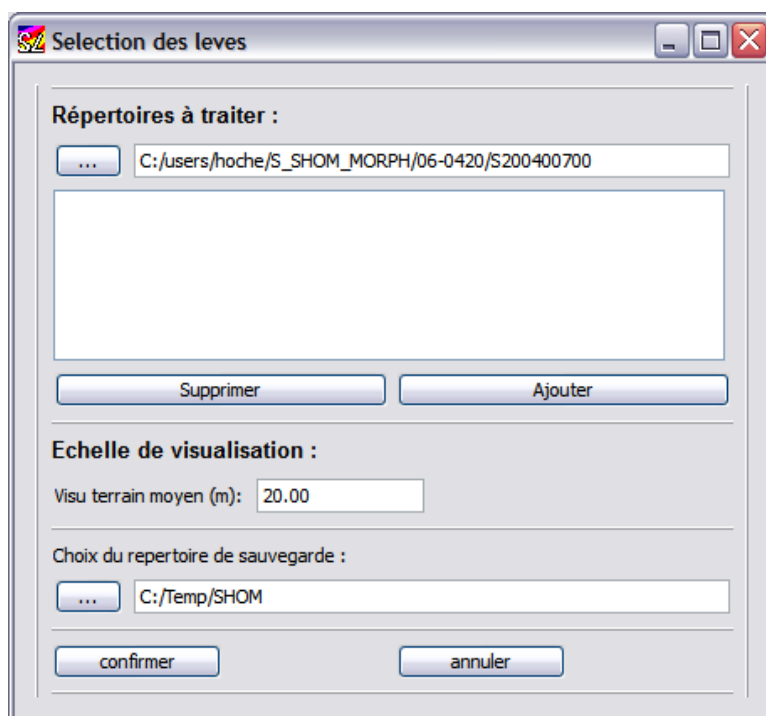 Selection des leves
Répertoires à traiter :
... C:/users/hoche/S_SHOM_MORPH/06-0420/S200400700
Supprimer Ajouter
Echelle de visualisation :
Visu terrain moyen (m): 20.00
Choix du repertoire de sauvegarde :
... C:/Temp/SHOM
confirmer annuler